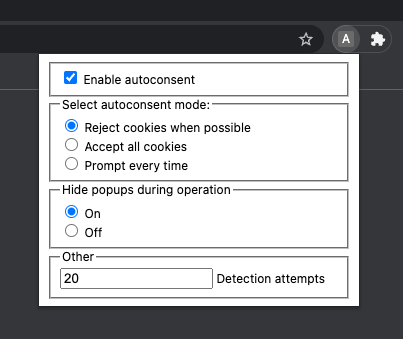 A
Enable autoconsent
Select autoconsent mode:
Reject cookies when possible
Accept all cookies
Prompt every time
Hide popups during operation
On
Off
Other
20 Detection attempts